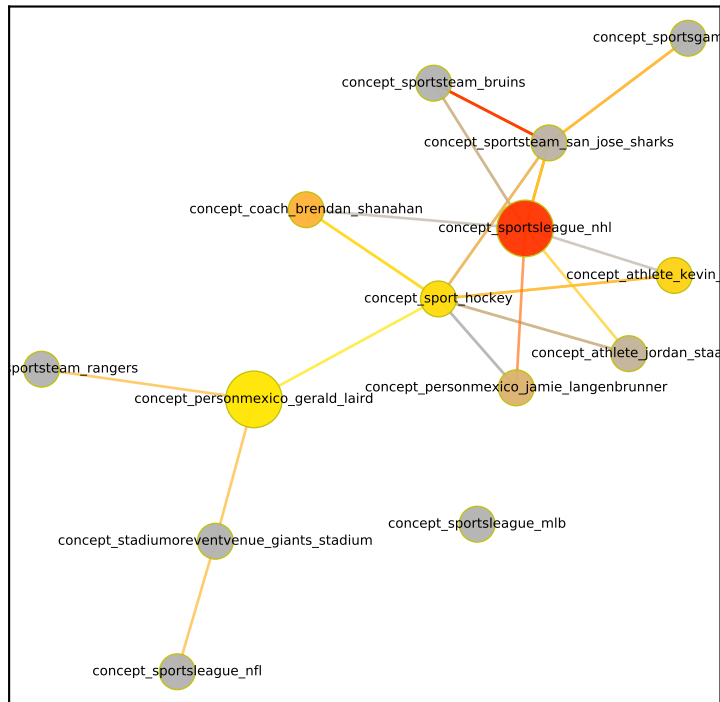 concept_sportsgam
concept_sportsteam_bruins
concept_sportsteam_san_jose_sharks
concept_coach_brendan_shanahan
concept_sportsleague_nhl
concept_athlete_kevin_
concept_sport_hockey
concept_athlete_jordan_staa
sportsteam_rangers
concept_personmexico_jamie_langenbrunner
concept_personmexico_gerald_laird
concept_sportsleague_mlb
concept_stadiumoreventvenue_giants_stadium
concept_sportsleague_nfl